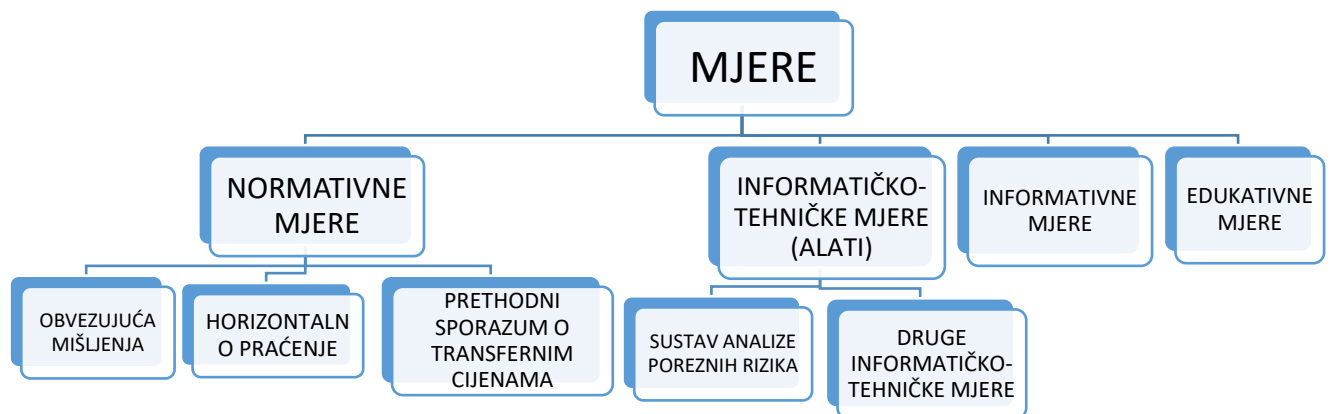 MJERE
NORMATIVNE
MJERE
INFORMATIČKO-
TEHNIČKE MJERE
(ALATI)
INFORMATIVNE
MJERE
EDUKATIVNE
MJERE
OBVEZUJUĆA
MIŠLJENJA
HORIZONTALN
O PRAĆENJE
PRETHODNI
SPORAZUM O
TRANSFERNIM
CIJENAMA
SUSTAV ANALIZE
POREZNIH RIZIKA
DRUGE
INFORMATIČKO-
TEHNIČKE MJERE